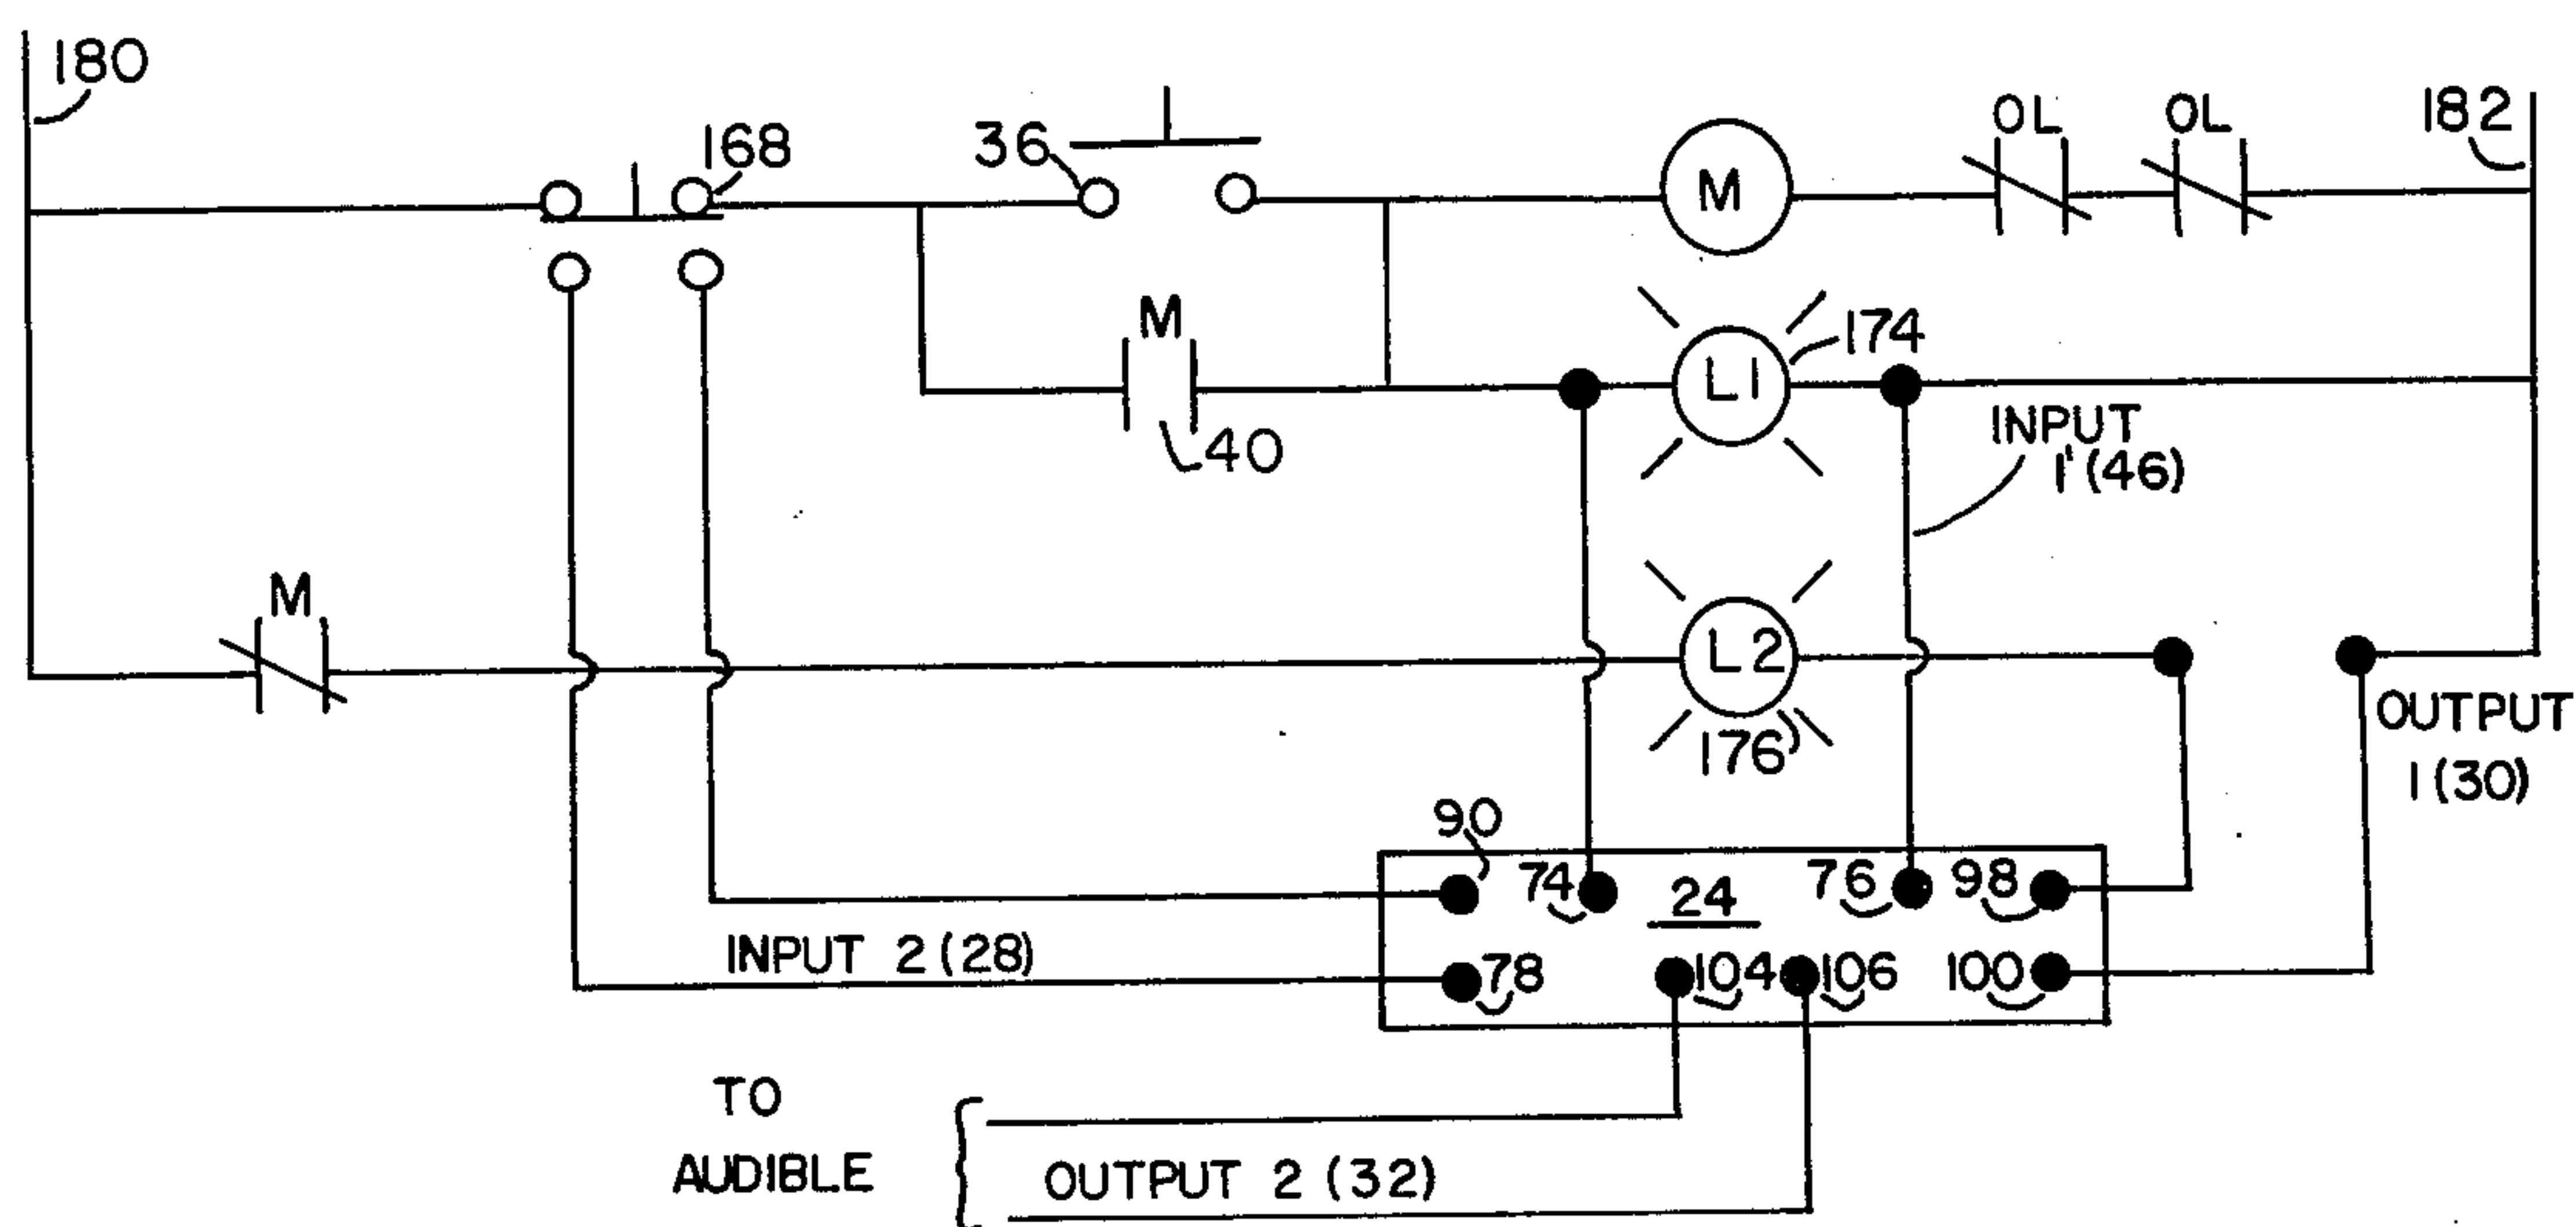 180
168
36
M
OL
OL
182
M
40
L1
174
INPUT
1'(46)
M
L2
176
OUTPUT
1(30)
90
74
24
76
98
INPUT 2(28)
78
104
106
100
TO
AUDIBLE
OUTPUT 2 (32)